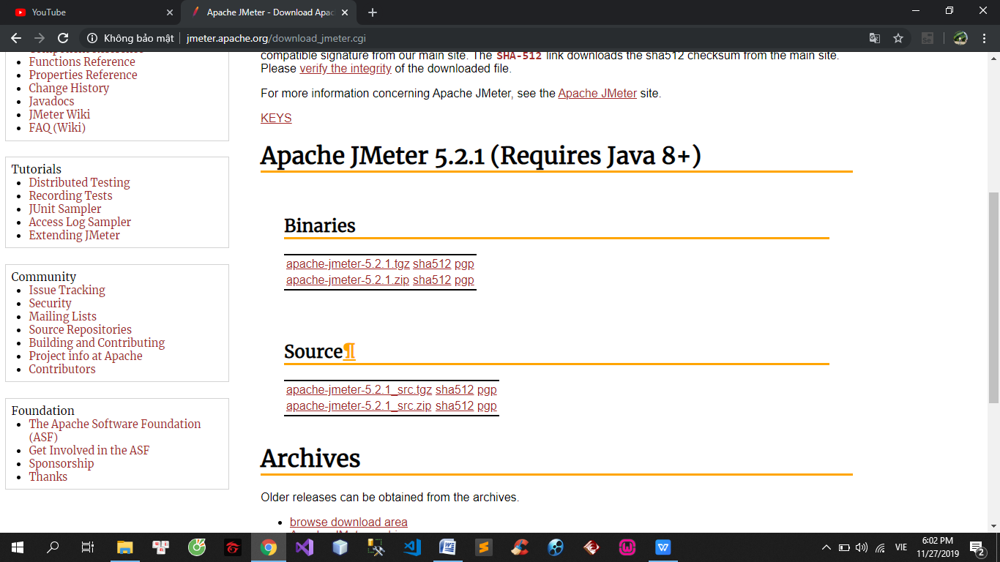 YouTube
Apache JMeter - Download Apac
Không bảo mật
jmeter.apache.org/download_jmeter.cgi
Functions Reference
Properties Reference
Change History
Javadocs
JMeter Wiki
FAQ (Wiki)
Tutorials
Distributed Testing
Recording Tests
JUnit Sampler
Access Log Sampler
Extending JMeter
Community
Issue Tracking
Security
Mailing Lists
Source Repositories
Building and Contributing
Project info at Apache
Contributors
Foundation
The Apache Software Foundation
(ASF)
Get Involved in the ASF
Sponsorship
Thanks
compatible signature from our main site. The SHA-512 link downloads the sha512 checksum from the main site.
Please verify the integrity of the downloaded file.
For more information concerning Apache JMeter, see the Apache JMeter site.
KEYS
Apache JMeter 5.2.1 (Requires Java 8+)
Binaries
apache-jmeter-5.2.1.tgz sha512 pgp
apache-jmeter-5.2.1.zip sha512 pgp
Source¶
apache-jmeter-5.2.1_src.tgz sha512 pgp
apache-jmeter-5.2.1_src.zip sha512 pgp
Archives
Older releases can be obtained from the archives.
browse download area
VIE
6:02 PM
11/27/2019
2